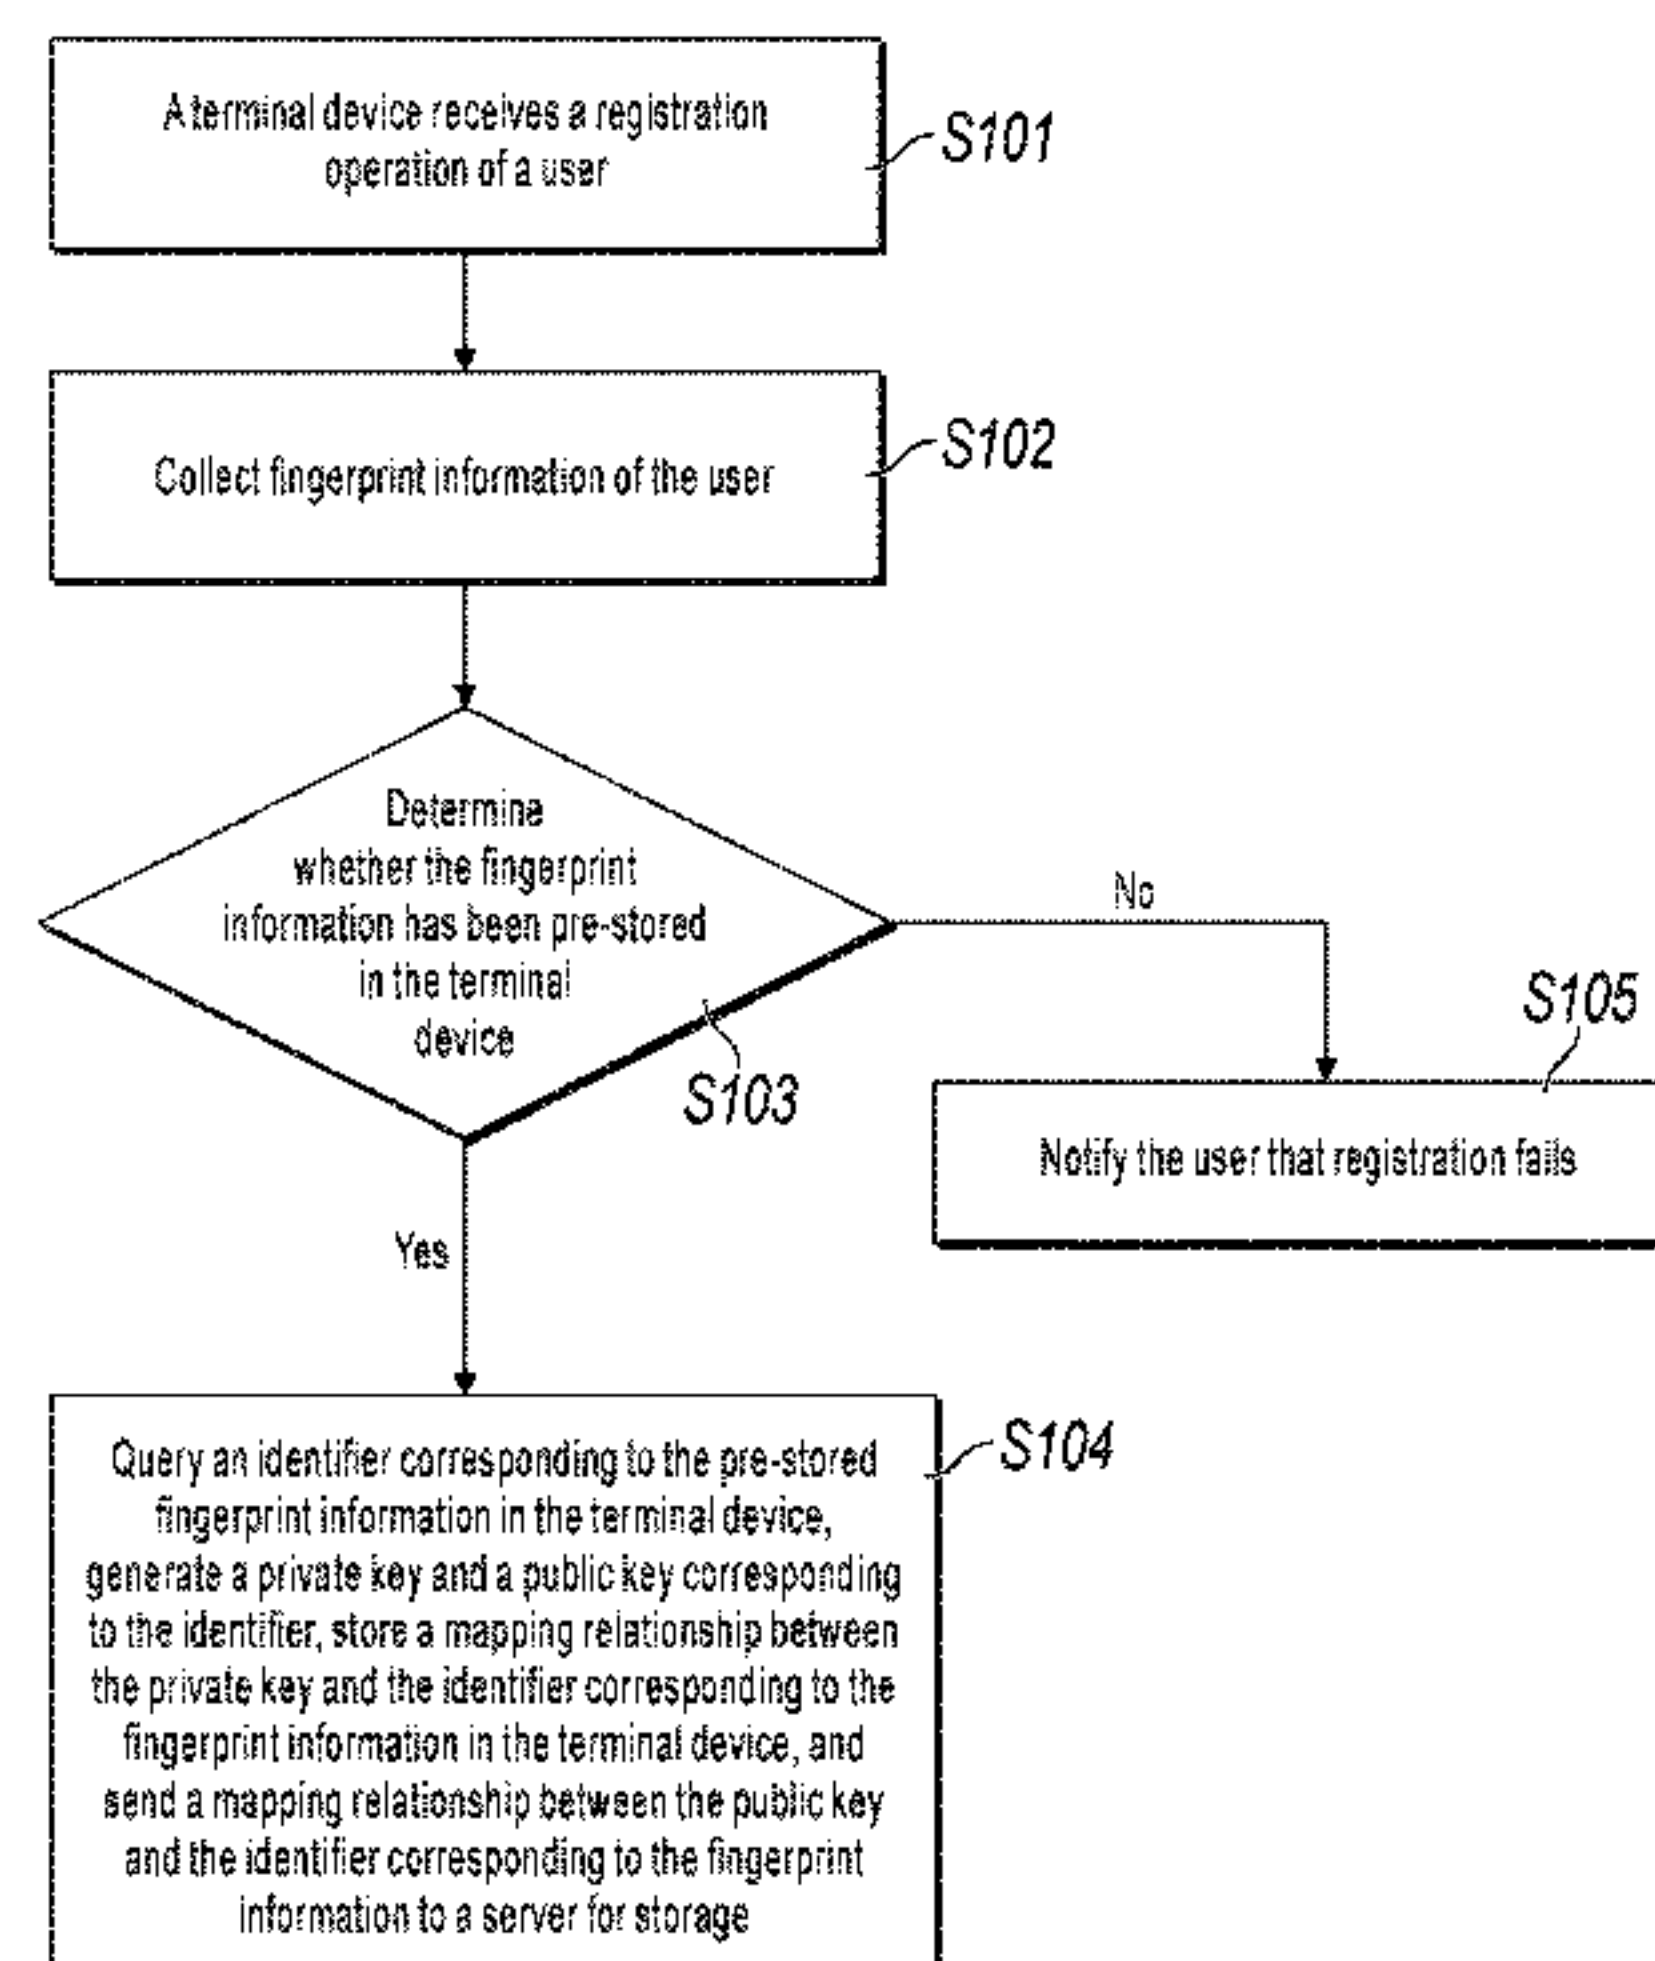 A terminal device receives a registration
operation of a user
S101
Collect fingerprint information of the user
S102
Determine
whether the fingerprint
information has been pre-stored
in the terminal
device
S103
No
S105
Notify the user that registration fails
Yes
Query an identifier corresponding to the pre-stored
fingerprint information in the terminal device,
generate a private key and a public key corresponding
to the identifier, store a mapping relationship between
the private key and the identifier corresponding to the
fingerprint information in the terminal device, and
send a mapping relationship between the public key
and the identifier corresponding to the fingerprint
information to a server for storage
S104